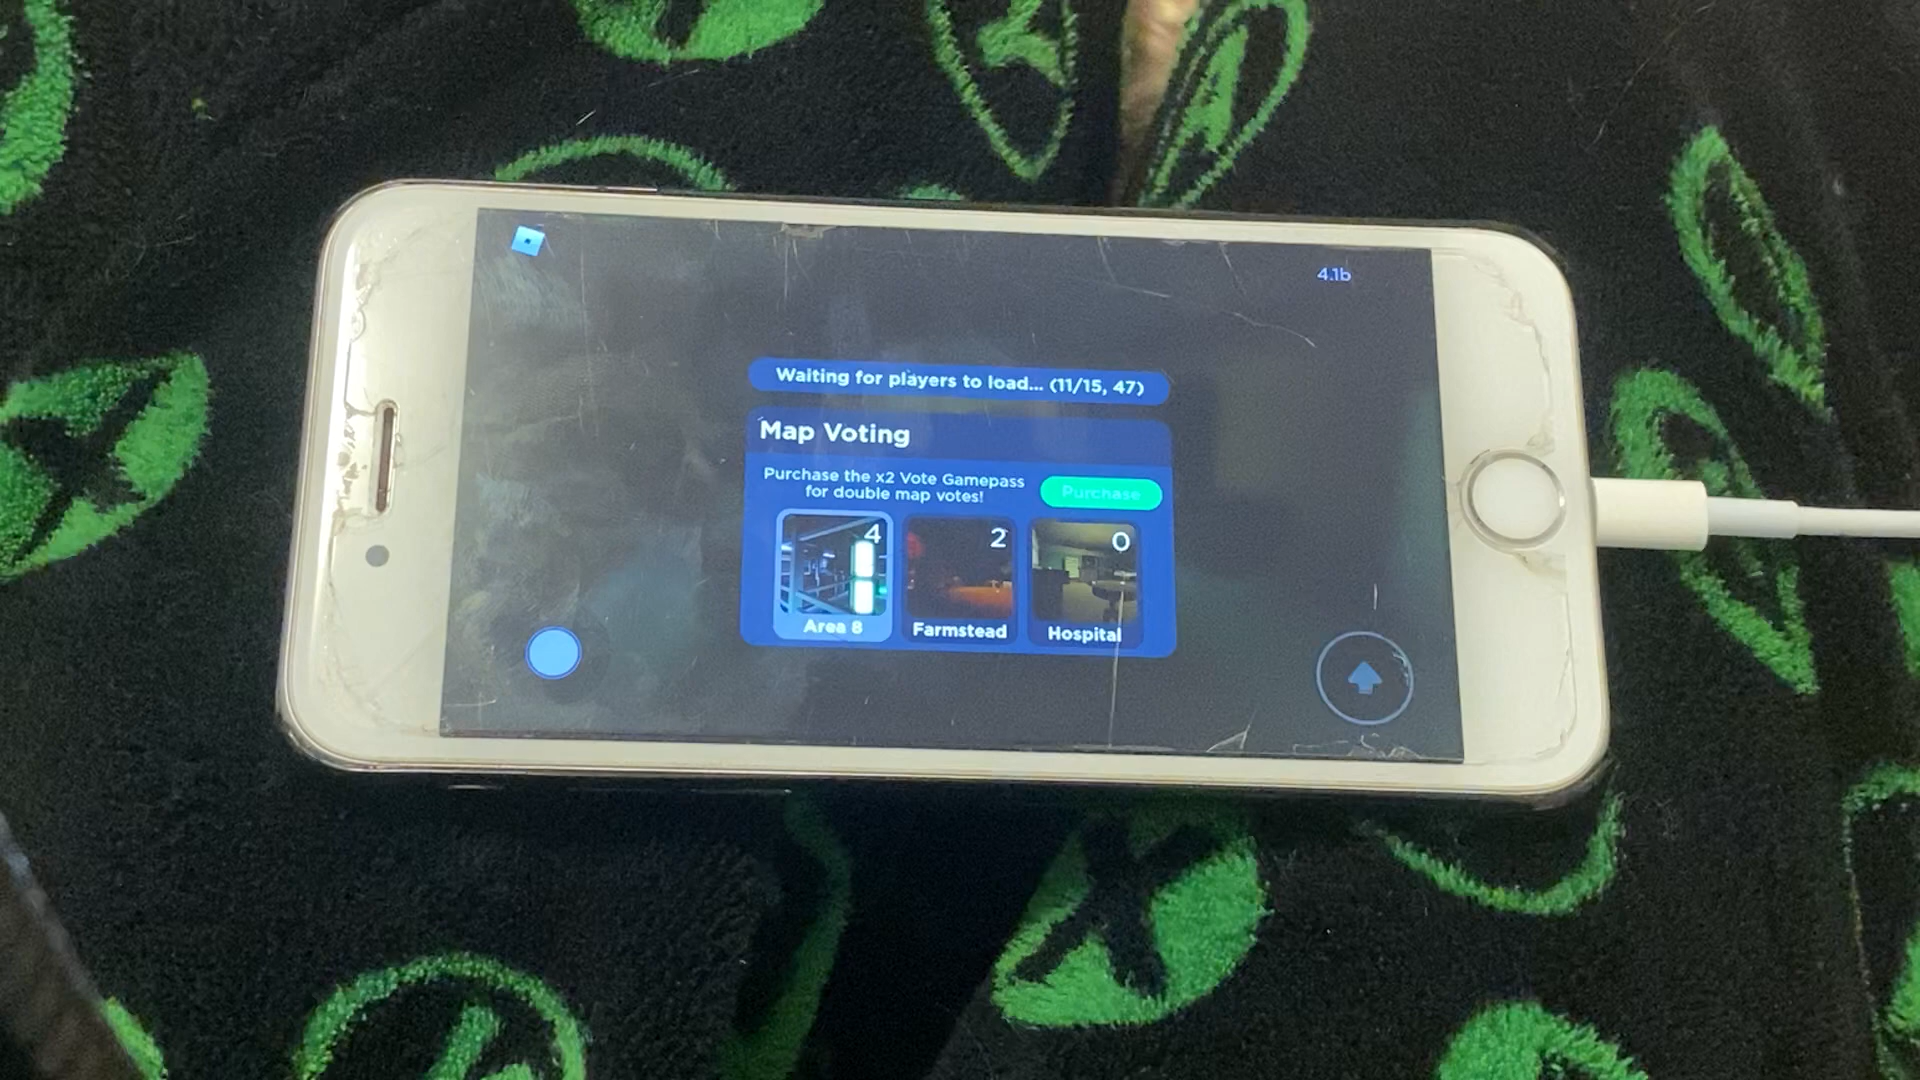 4.1b
Waiting for players to load... (11/15, 47)
Map Voting
Purchase the x2 Vote Gamepass
for double map votes!
Purchase
4
2
0
Area 8
Farmstead
Hospital